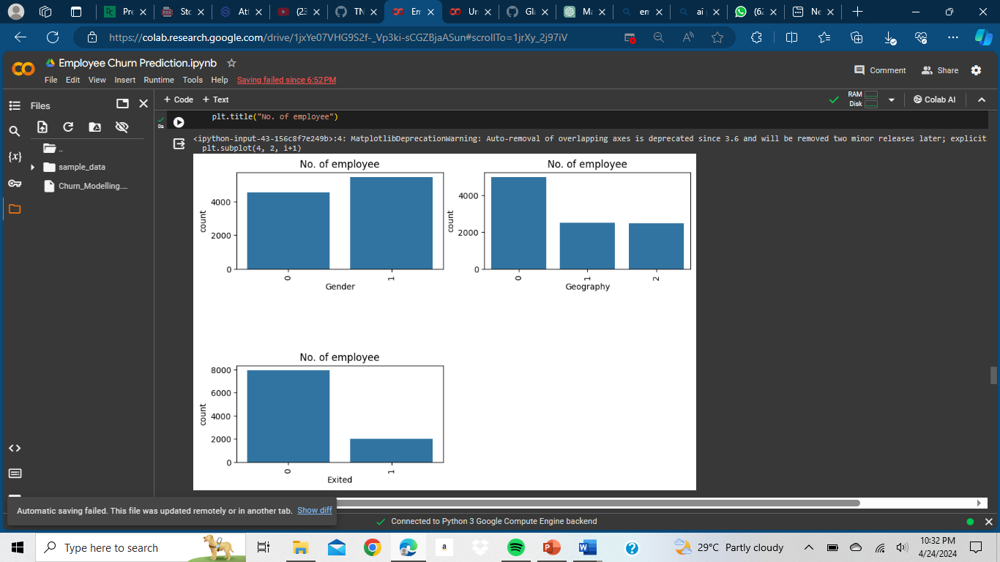 Pre
Sto
Att
(23
TN
Em
Un
Gla
Ma
em
ai
(62
Ne
https://colab.research.google.com/drive/1jxYe07VHG9S2f-_Vp3ki-sCGZBjaASun#scrollTo=1jrXy_2j97iV
Employee Churn Prediction.ipynb
File Edit View Insert Runtime Tools Help Saving failed since 6:52 PM
Comment Share
Files
+ Code + Text
RAM
Disk
Colab AI
..
sample_data
Churn_Modelling....
{x}
0s
plt.title("No. of employee")
<ipython-input-43-156c8f7e249b>:4: MatplotlibDeprecationWarning: Auto-removal of overlapping axes is deprecated since 3.6 and will be removed two minor releases later; explicit
plt.subplot(4, 2, i+1)
No. of employee
count
4000
2000
0
0 1
Gender
No. of employee
count
4000
2000
0
0 1 2
Geography
No. of employee
count
8000
6000
4000
2000
0
0 1
Exited
Automatic saving failed. This file was updated remotely or in another tab. Show diff
Connected to Python 3 Google Compute Engine backend
Type here to search
a
29°C Partly cloudy
10:32 PM
4/24/2024